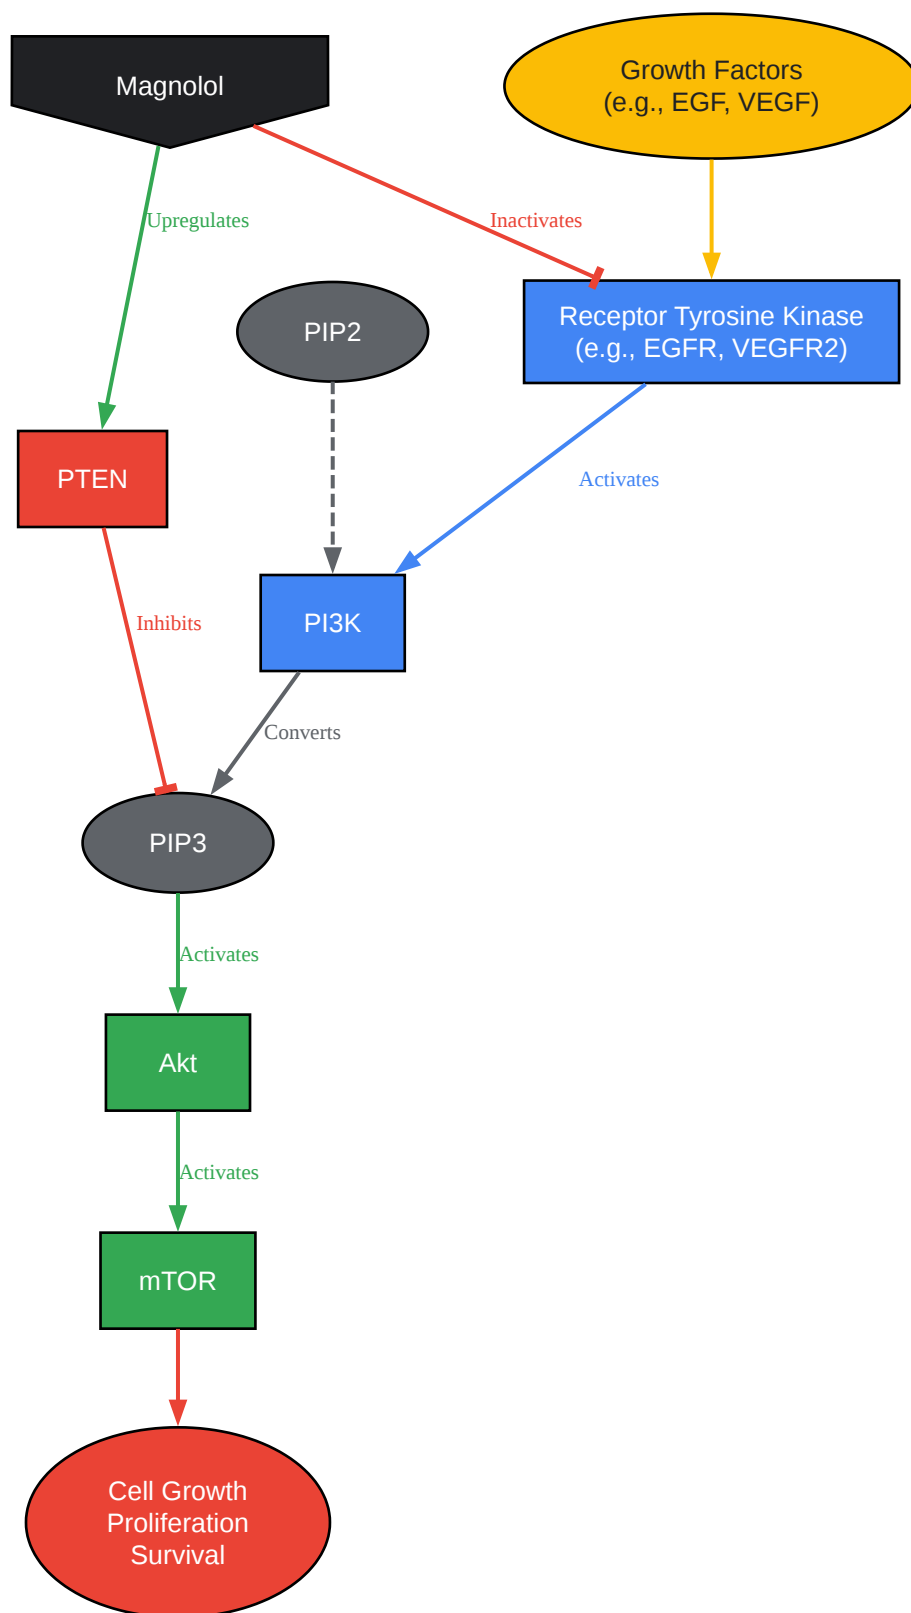 Magnolol
Growth Factors
(e.g., EGF, VEGF)
Upregulates
Inactivates
PIP2
Receptor Tyrosine Kinase
(e.g., EGFR, VEGFR2)
PTEN
Activates
Inhibits
PI3K
Converts
PIP3
Activates
Akt
Activates
mTOR
Cell Growth
Proliferation
Survival